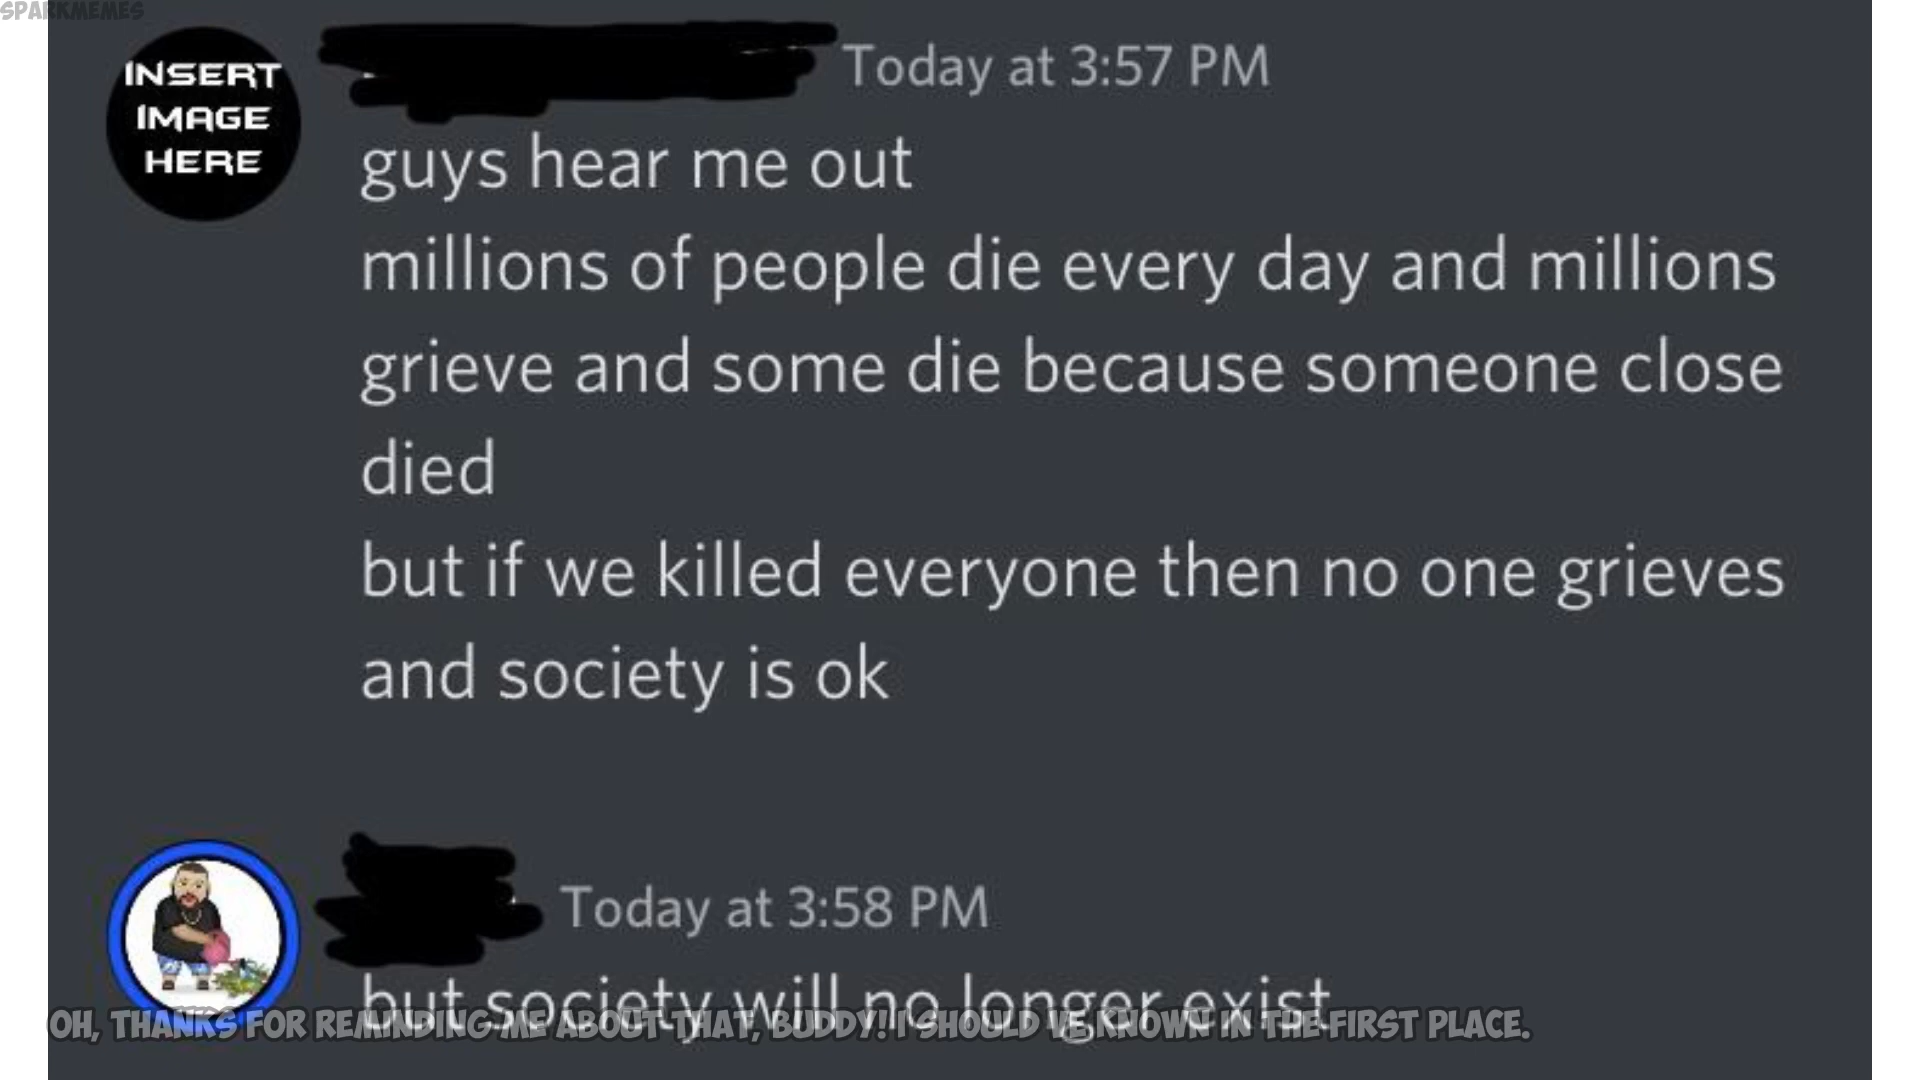 SPARKMEMES
INSERT
IMAGE
HERE
Today at 3:57 PM
guys hear me out
millions of people die every day and millions
grieve and some die because someone close
died
but if we killed everyone then no one grieves
and society is ok
Today at 3:58 PM
but society will no longer exist
OH, THANKS FOR REMINDING ME ABOUT THAT, BUDDY! I SHOULD'VE KNOWN IN THE FIRST PLACE.